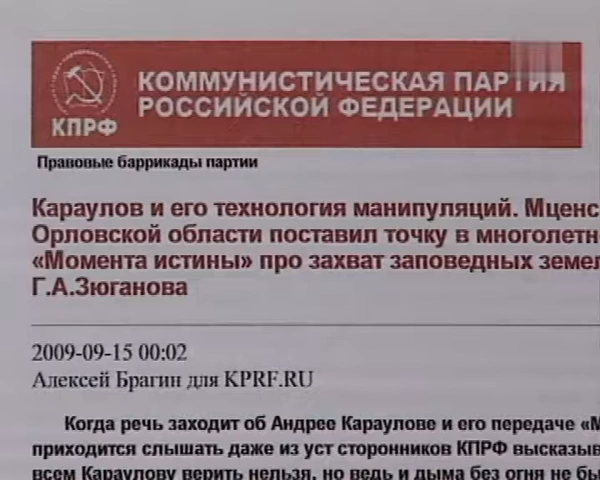 КПРФ
КОММУНИСТИЧЕСКАЯ ПАРТИЯ
РОССИЙСКОЙ ФЕДЕРАЦИИ
Правовые баррикады партии
Караулов и его технология манипуляций. Мценс
Орловской области поставил точку в многолетн
«Момента истины» про захват заповедных земел
Г.А.Зюганова
2009-09-15 00:02
Алексей Брагин для KPRF.RU
Когда речь заходит об Андрее Караулове и его передаче «М
приходится слышать даже из уст сторонников КПРФ высказыв
всем Караулову верить нельзя, но ведь и дыма без огня не бы